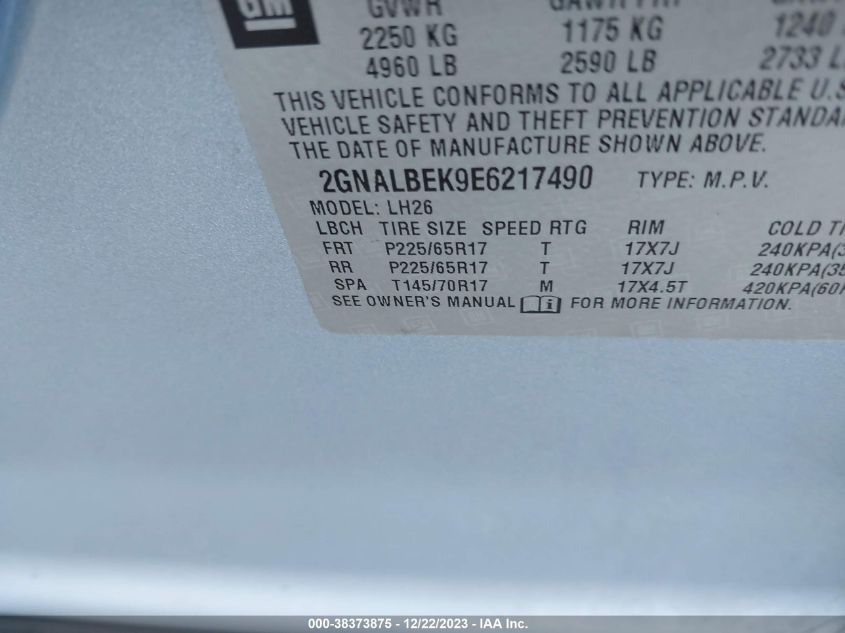 GM
GVWR GAWR FRT
2250 KG 1175 KG 1240
4960 LB 2590 LB 2733 L
THIS VEHICLE CONFORMS TO ALL APPLICABLE U.S
VEHICLE SAFETY AND THEFT PREVENTION STANDA
THE DATE OF MANUFACTURE SHOWN ABOVE.
2GNALBEK9E6217490 TYPE: M.P.V.
MODEL: LH26
LBCH TIRE SIZE SPEED RTG RIM COLD TI
FRT P225/65R17 T 17X7J 240KPA(3
RR P225/65R17 T 17X7J 240KPA(35
SPA T145/70R17 M 17X4.5T 420KPA(60
SEE OWNER'S MANUAL i FOR MORE INFORMATION.
000-38373875 - 12/22/2023 - IAA Inc.